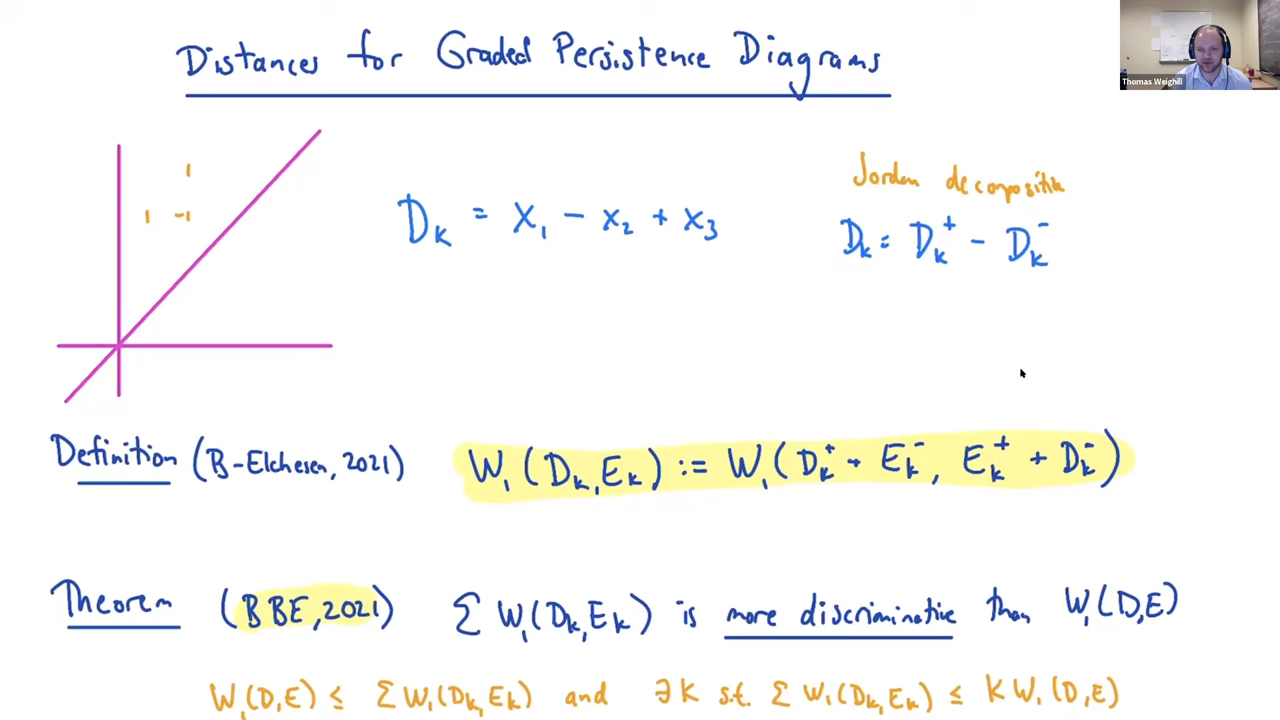 Distances for Graded Persistence Diagrams
Thomas Weighill
1
1 -1
D_k = x_1 - x_2 + x_3
Jordan decomposition
D_k = D_k^+ - D_k^-
Definition (B-Elchesen, 2021) W_1(D_k, E_k) := W_1(D_k^+ + E_k^-, E_k^+ + D_k^-)
Theorem (BBE, 2021) Σ W_1(D_k, E_k) is more discriminative than W_1(D,E)
W_1(D,E) ≤ Σ W_1(D_k, E_k) and ∃ K s.t. Σ W_1(D_k, E_k) ≤ K W_1(D,E)